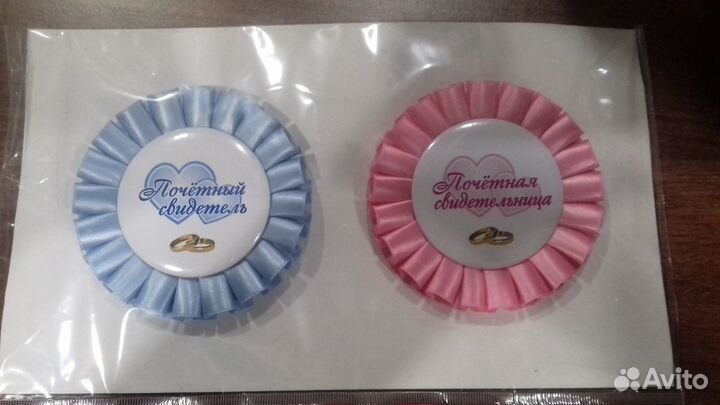 Почётный
свидетель
Почётная
свидетельница
Avito